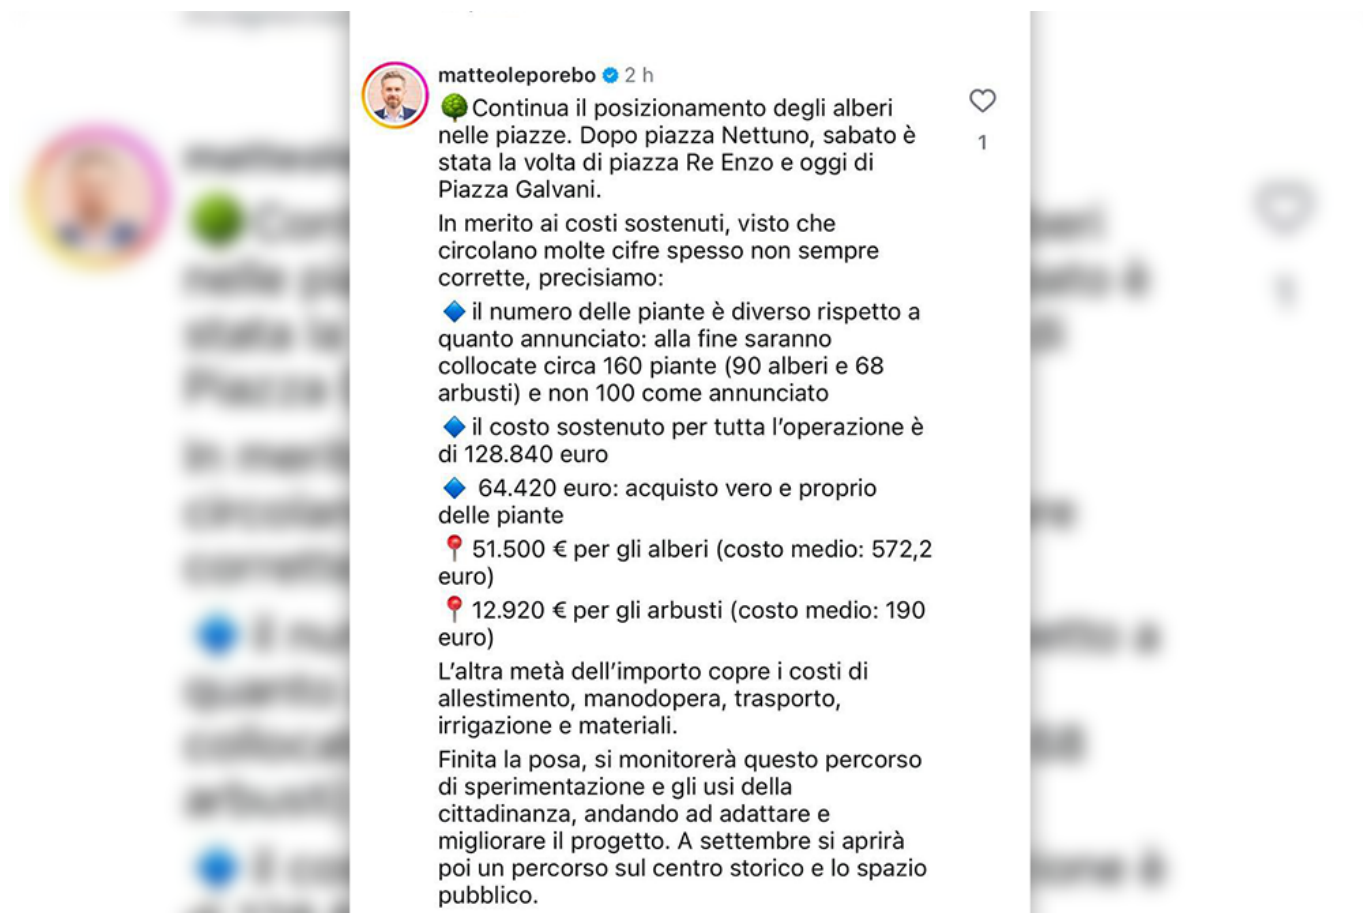 matteoleporebo 2 h
🌳Continua il posizionamento degli alberi
nelle piazze. Dopo piazza Nettuno, sabato è
stata la volta di piazza Re Enzo e oggi di
Piazza Galvani.
1
In merito ai costi sostenuti, visto che
circolano molte cifre spesso non sempre
corrette, precisiamo:
🔷 il numero delle piante è diverso rispetto a
quanto annunciato: alla fine saranno
collocate circa 160 piante (90 alberi e 68
arbusti) e non 100 come annunciato
🔷 il costo sostenuto per tutta l’operazione è
di 128.840 euro
🔷 64.420 euro: acquisto vero e proprio
delle piante
📍 51.500 € per gli alberi (costo medio: 572,2
euro)
📍 12.920 € per gli arbusti (costo medio: 190
euro)
L’altra metà dell’importo copre i costi di
allestimento, manodopera, trasporto,
irrigazione e materiali.
Finita la posa, si monitorerà questo percorso
di sperimentazione e gli usi della
cittadinanza, andando ad adattare e
migliorare il progetto. A settembre si aprirà
poi un percorso sul centro storico e lo spazio
pubblico.